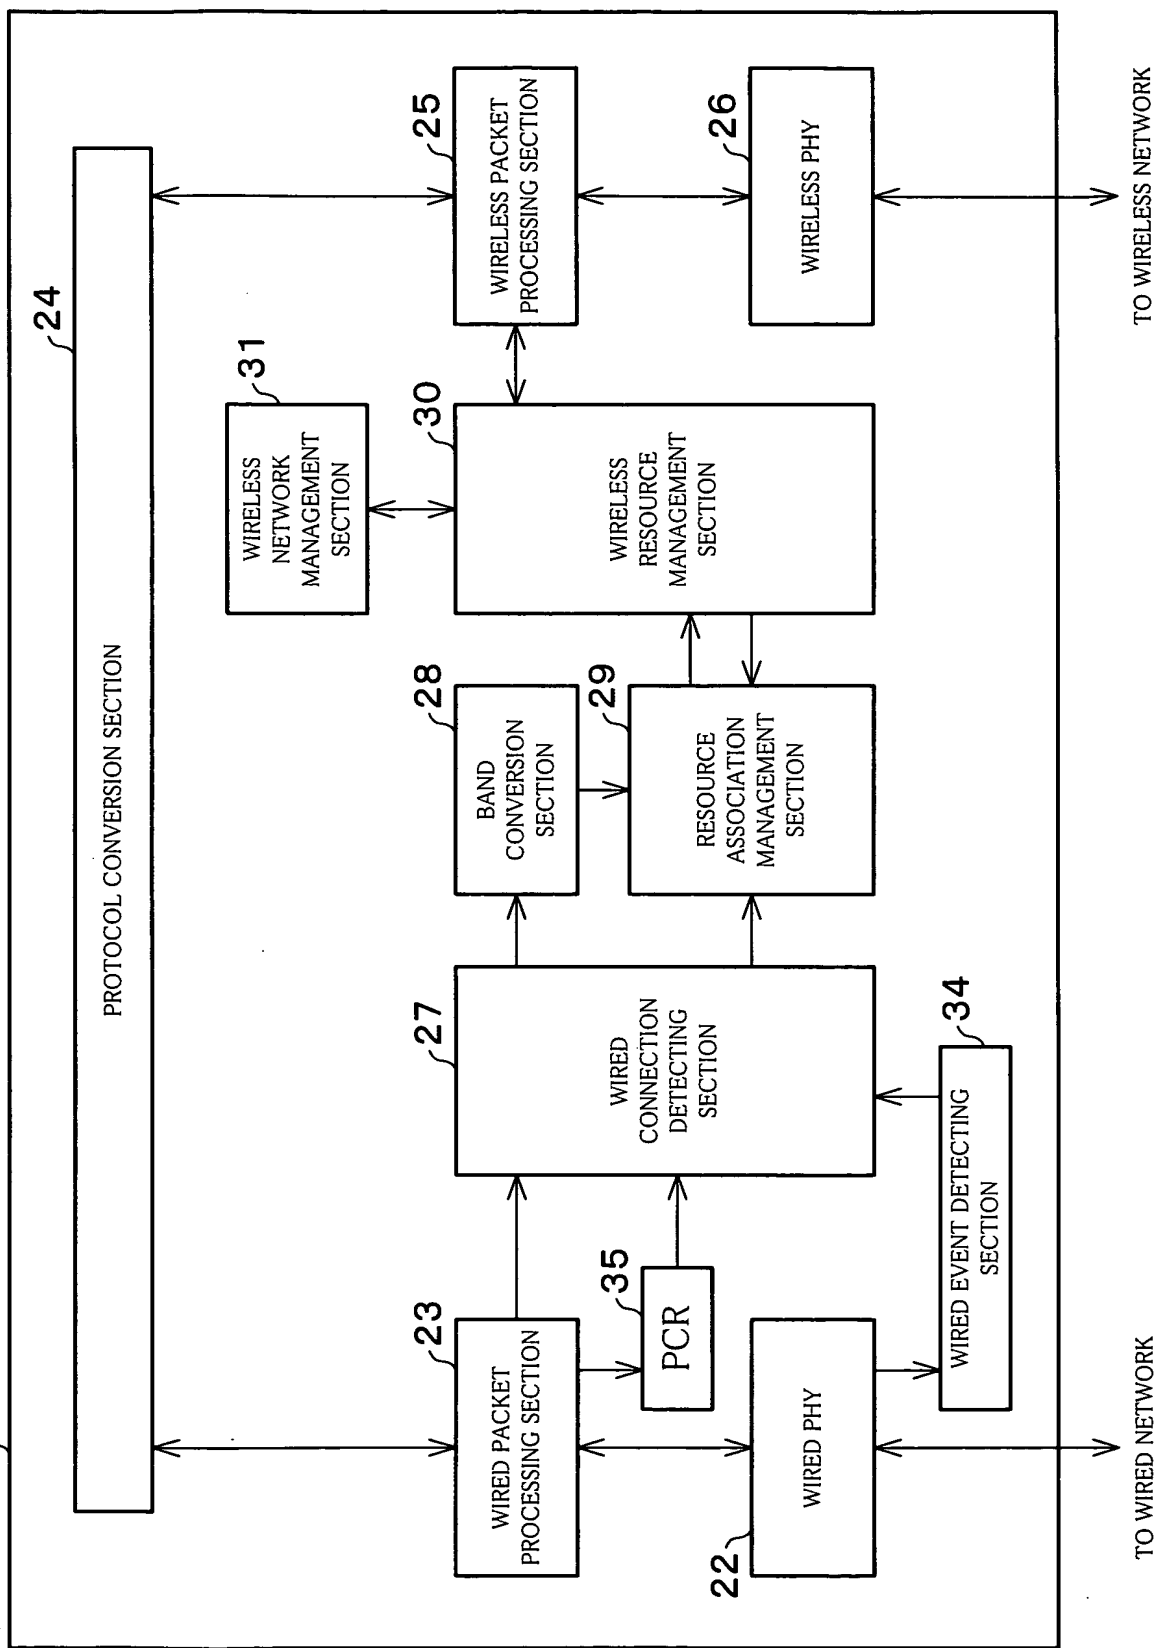 24
PROTOCOL CONVERSION SECTION
31
WIRELESS
NETWORK
MANAGEMENT
SECTION
23
WIRED PACKET
PROCESSING SECTION
35
PCR
22
WIRED PHY
27
WIRED
CONNECTION
DETECTING
SECTION
34
WIRED EVENT DETECTING
SECTION
28
BAND
CONVERSION
SECTION
29
RESOURCE
ASSOCIATION
MANAGEMENT
SECTION
30
WIRELESS
RESOURCE
MANAGEMENT
SECTION
25
WIRELESS PACKET
PROCESSING SECTION
26
WIRELESS PHY
TO WIRED NETWORK
TO WIRELESS NETWORK